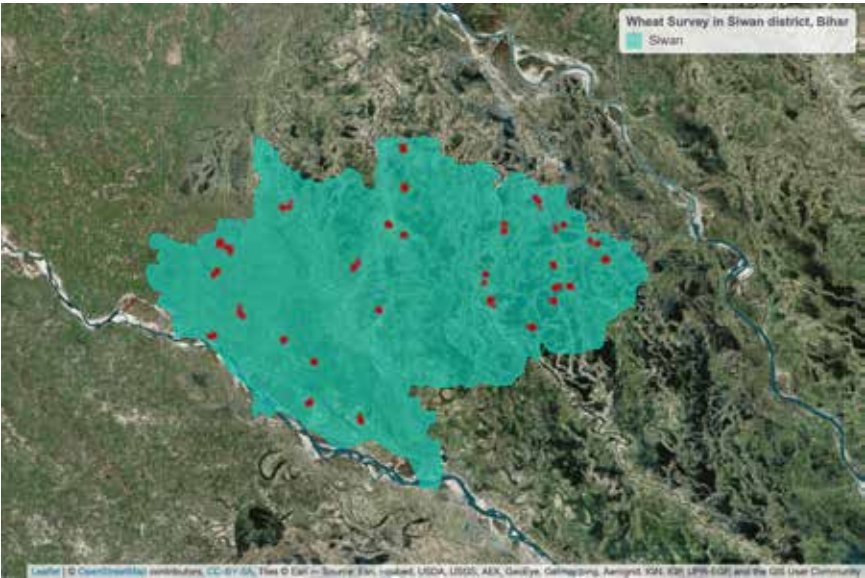 Wheat Survey in Siwan district, Bihar
Siwan
Leaflet | © OpenStreetMap contributors, CC-BY-SA, Tiles © Esri — Source: Esri, i-cubed, USDA, USGS, AEX, GeoEye, Getmapping, Aerogrid, IGN, IGP, UPR-EGP, and the GIS User Community